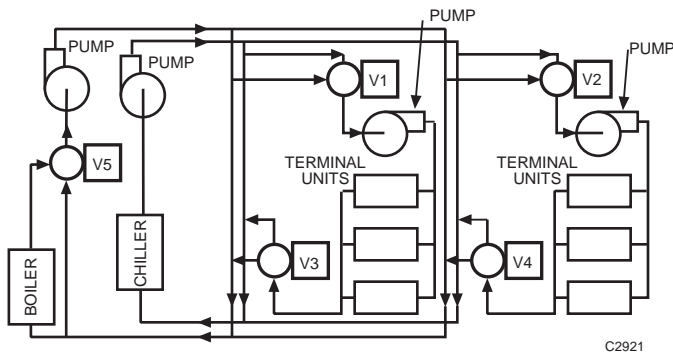 PUMP
PUMP
PUMP
PUMP
V1
V2
V5
TERMINAL
UNITS
TERMINAL
UNITS
CHILLER
BOILER
V3
V4
C2921